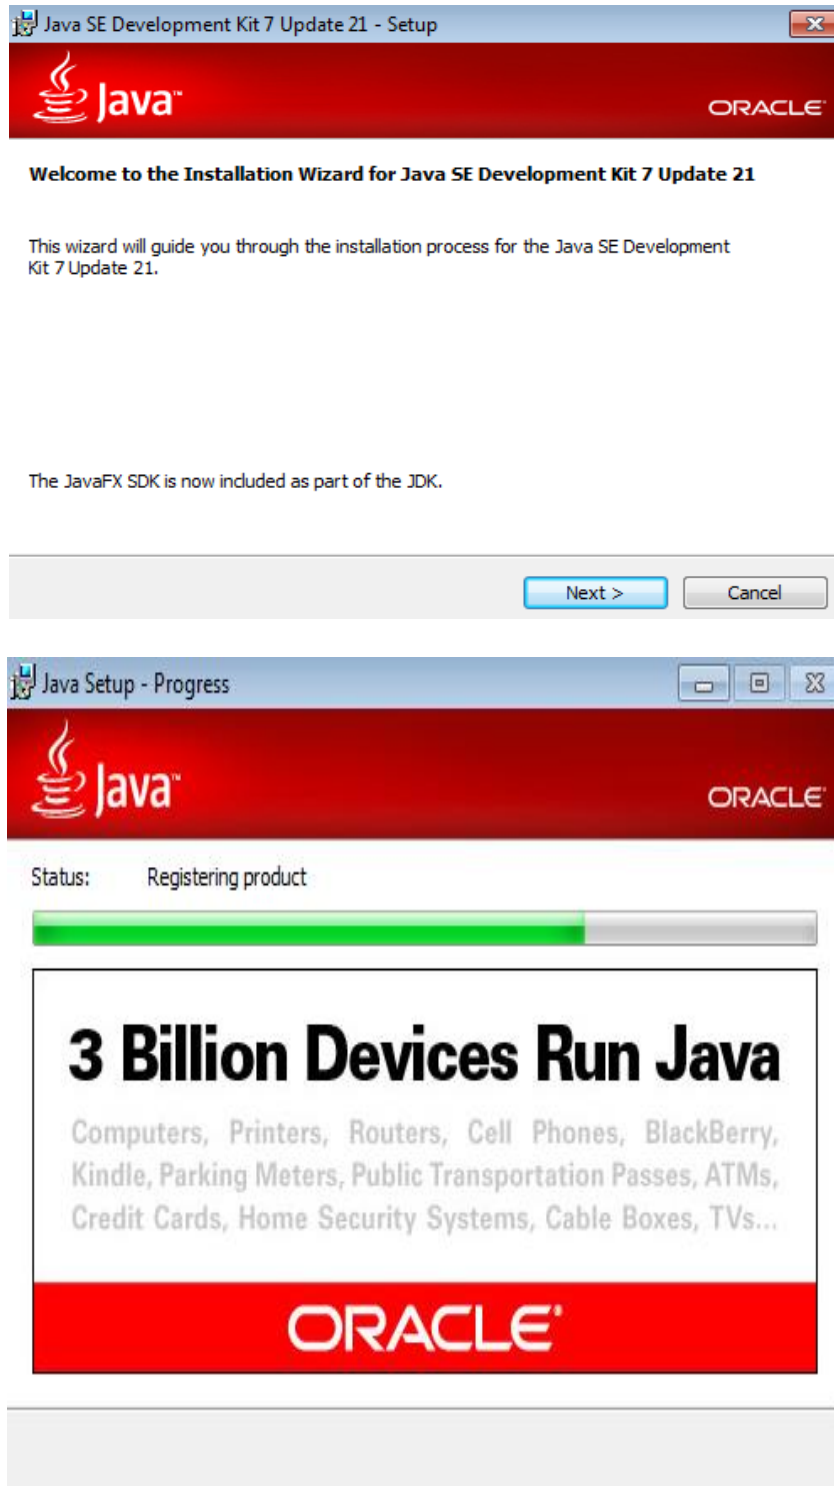 Java SE Development Kit 7 Update 21 - Setup
Java™
ORACLE®
Welcome to the Installation Wizard for Java SE Development Kit 7 Update 21
This wizard will guide you through the installation process for the Java SE Development
Kit 7 Update 21.
The JavaFX SDK is now included as part of the JDK.
Next >
Cancel
Java Setup - Progress
Java™
ORACLE®
Status: Registering product
3 Billion Devices Run Java
Computers, Printers, Routers, Cell Phones, BlackBerry,
Kindle, Parking Meters, Public Transportation Passes, ATMs,
Credit Cards, Home Security Systems, Cable Boxes, TVs...
ORACLE®